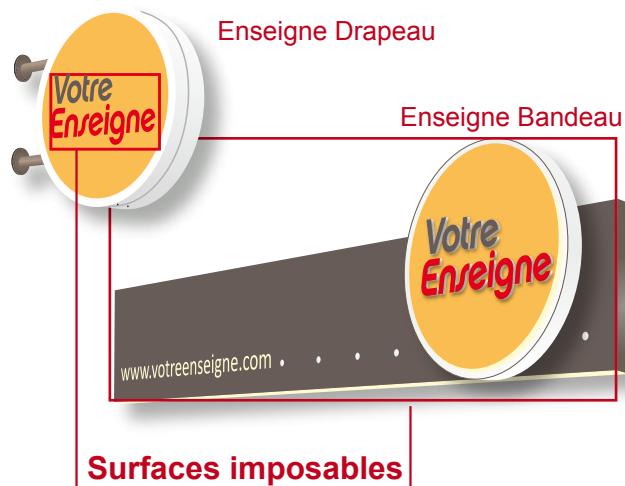 Enseigne Drapeau
Votre
Enseigne
Enseigne Bandeau
Votre
Enseigne
www.votreenseigne.com
Surfaces imposables